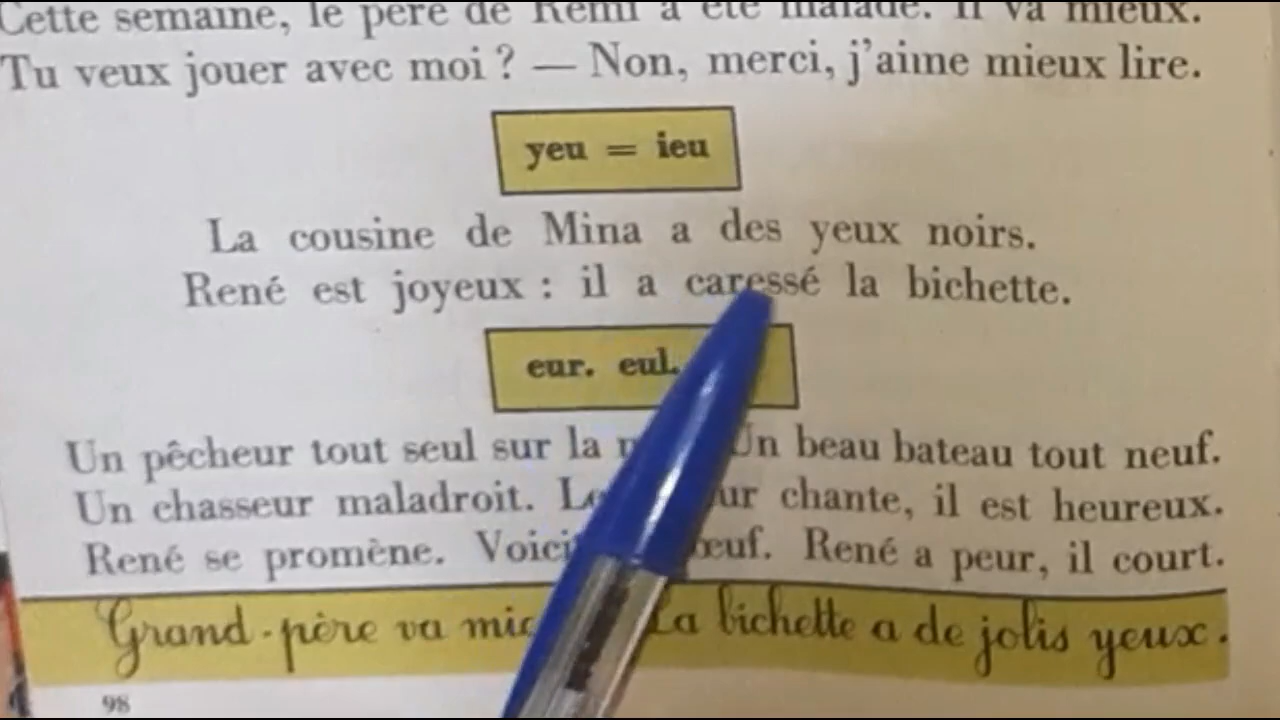 Cette semaine, le père de Rémi a été malade. Il va mieux.
Tu veux jouer avec moi ? — Non, merci, j'aime mieux lire.
yeu = ieu
La cousine de Mina a des yeux noirs.
René est joyeux : il a caressé la bichette.
eur. eul.
Un pêcheur tout seul sur la Un beau bateau tout neuf.
Un chasseur maladroit. chante, il est heureux.
René se promène. Voici René a peur, il court.
Grand-père va La bichette a de jolis yeux.
98